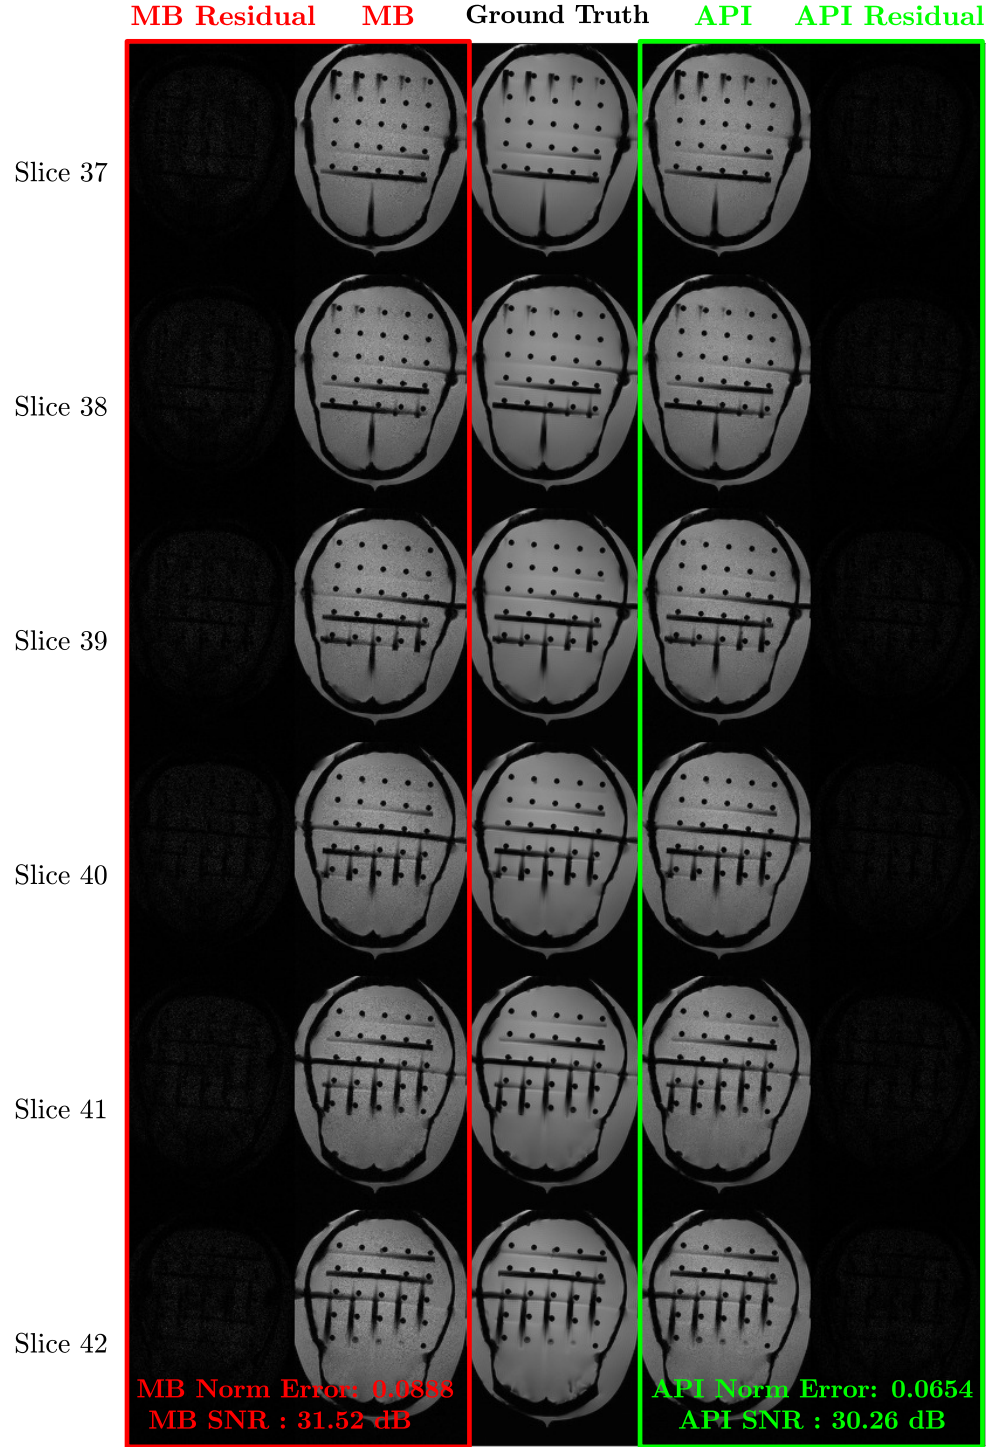 MB Residual MB Ground Truth API API Residual
Slice 37
Slice 38
Slice 39
Slice 40
Slice 41
Slice 42
MB Norm Error: 0.0888 API Norm Error: 0.0654
MB SNR : 31.52 dB API SNR : 30.26 dB